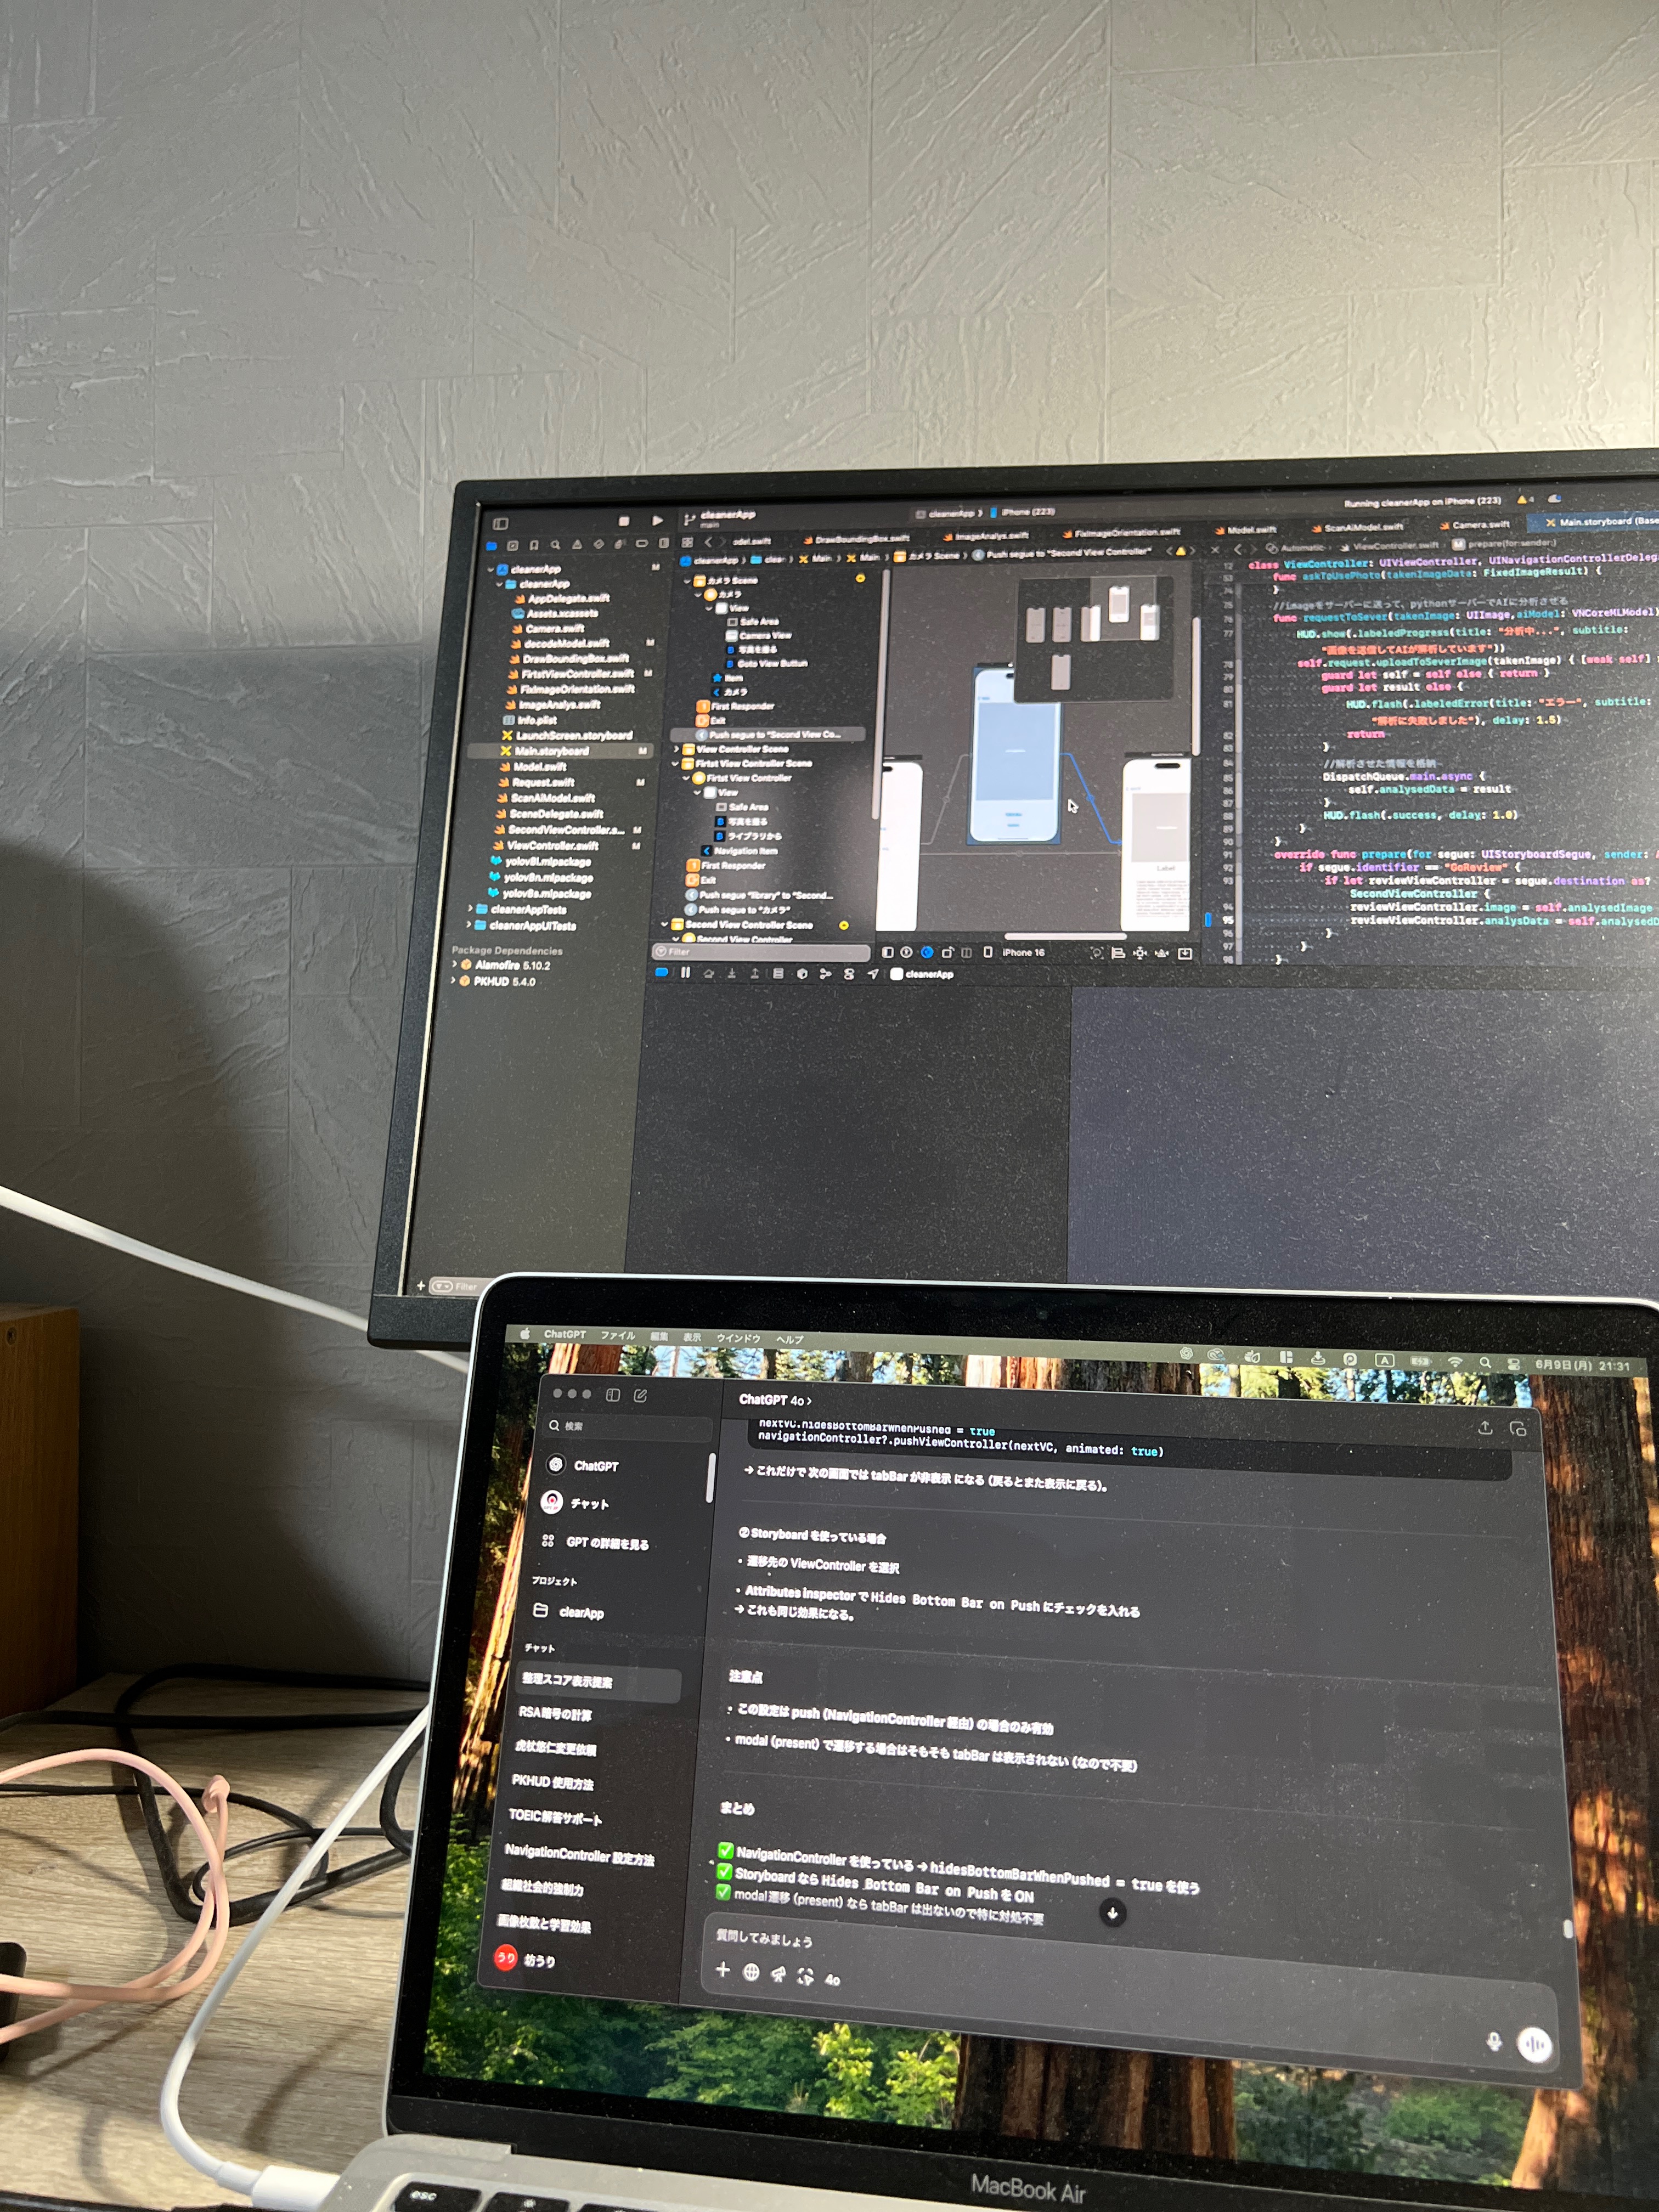 cleanerApp
main
cleanerApp 〉 iPhone (223)
Running cleanerApp on iPhone (223)
4
odel.swift
DrawBoundingBox.swift
ImageAnalys.swift
FixImageOrientation.swift
Model.swift
ScanAiModel.swift
Camera.swift
Main.storyboard (Base
cleanerApp 〉 clear 〉 Main 〉 Main 〉 カメラ Scene 〉 Push segue to "Second View Controller"
Automatic 〉 ViewController.swift 〉 M prepare(for:sender:)
cleanerApp M
cleanerApp
AppDelegate.swift
Assets.xcassets
Camera.swift
decodeModel.swift M
DrawBoundingBox.swift
FirtstViewController.swift M
FixImageOrientation.swift
ImageAnalys.swift
Info.plist
LaunchScreen.storyboard
Main.storyboard M
Model.swift
Request.swift M
ScanAiModel.swift
SceneDelegate.swift
SecondViewController.s... M
ViewController.swift M
yolov8l.mlpackage
yolov8n.mlpackage
yolov8s.mlpackage
cleanerAppTests
cleanerAppUITests
Package Dependencies
Alamofire 5.10.2
PKHUD 5.4.0
Filter
カメラ Scene
カメラ
View
Safe Area
Camera View
B 写真を撮る
B Goto View Buttun
Item
カメラ
First Responder
Exit
Push segue to "Second View Co...
View Controller Scene
Firtst View Controller Scene
Firtst View Controller
View
Safe Area
B 写真を撮る
B ライブラリから
Navigation Item
First Responder
Exit
Push segue "library" to "Second...
Push segue to "カメラ"
Second View Controller Scene
Second View Controller
Filter
Label
iPhone 16
cleanerApp
12 class ViewController: UIViewController, UINavigationControllerDeleg
53 func askToUsePhoto(takenImageData: FixedImageResult) {
74 }
75 //imageをサーバーに送って、pythonサーバーでAIに分析させる
76 func requestToSever(takenImage: UIImage,aiModel: VNCoreMLModel)
77 HUD.show(.labeledProgress(title: "分析中...", subtitle:
"画像を送信してAIが解析しています"))
78 self.request.uploadToSeverImage(takenImage) { [weak self]
79 guard let self = self else { return }
80 guard let result else {
81 HUD.flash(.labeledError(title: "エラー", subtitle:
"解析に失敗しました"), delay: 1.5)
82 return
83 }
84 //解析させた情報を格納
85 DispatchQueue.main.async {
86 self.analysedData = result
87 }
88 HUD.flash(.success, delay: 1.0)
89 }
90 }
91 override func prepare(for segue: UIStoryboardSegue, sender:
92 if segue.identifier == "GoReview" {
93 if let reviewViewController = segue.destination as?
SecondViewController {
94 reviewViewController.image = self.analysedImage
95 reviewViewController.analysData = self.analysedD
96 }
97 }
98 }
ChatGPT ファイル 編集 表示 ウインドウ ヘルプ
A
6月9日(月) 21:31
検索
ChatGPT
チャット
GPT の詳細を見る
プロジェクト
clearApp
チャット
整理スコア表示提案
RSA暗号の計算
虎杖悠仁変更依頼
PKHUD 使用方法
TOEIC解答サポート
NavigationController 設定方法
組織社会的強制力
画像枚数と学習効果
うり 坊うり
ChatGPT 4o 〉
nextVC.hidesBottomBarWhenPushed = true
navigationController?.pushViewController(nextVC, animated: true)
→ これだけで 次の画面では tabBar が非表示 になる (戻るとまた表示に戻る)。
② Storyboard を使っている場合
• 遷移先の ViewController を選択
• Attributes inspector で Hides Bottom Bar on Push にチェックを入れる
→ これも同じ効果になる。
注意点
• この設定は push (NavigationController 経由) の場合のみ有効
• modal (present) で遷移する場合はそもそも tabBar は表示されない (なので不要)
まとめ
✅ NavigationController を使っている → hidesBottomBarWhenPushed = true を使う
✅ Storyboard なら Hides Bottom Bar on Push を ON
✅ modal 遷移 (present) なら tabBar は出ないので特に対処不要
質問してみましょう
4o
MacBook Air
esc